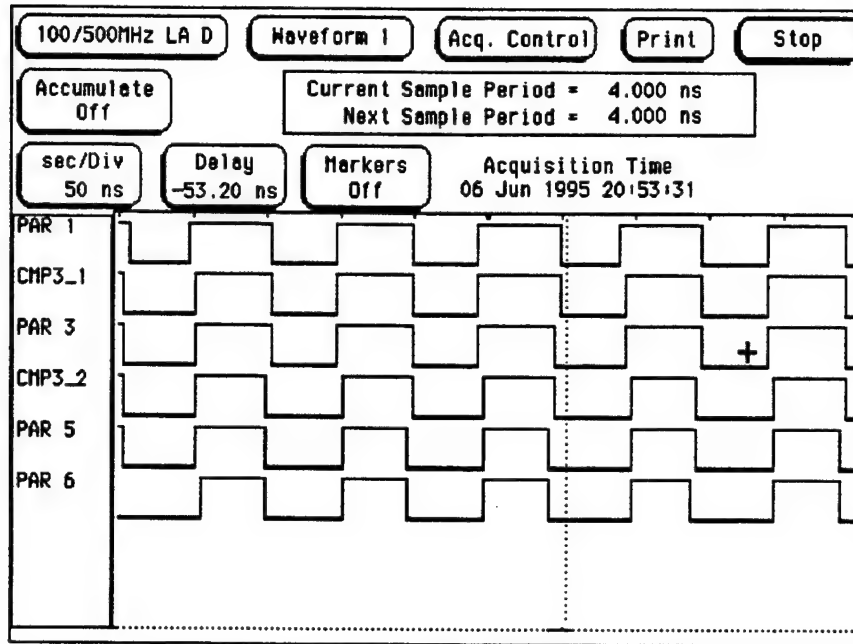 100/500MHz LA D Waveform 1 Acq. Control Print Stop
Accumulate
Off
Current Sample Period = 4.000 ns
Next Sample Period = 4.000 ns
sec/Div
50 ns
Delay
-53.20 ns
Markers
Off
Acquisition Time
06 Jun 1995 20:53:31
PAR 1
CMP3_1
PAR 3
CMP3_2
PAR 5
PAR 6